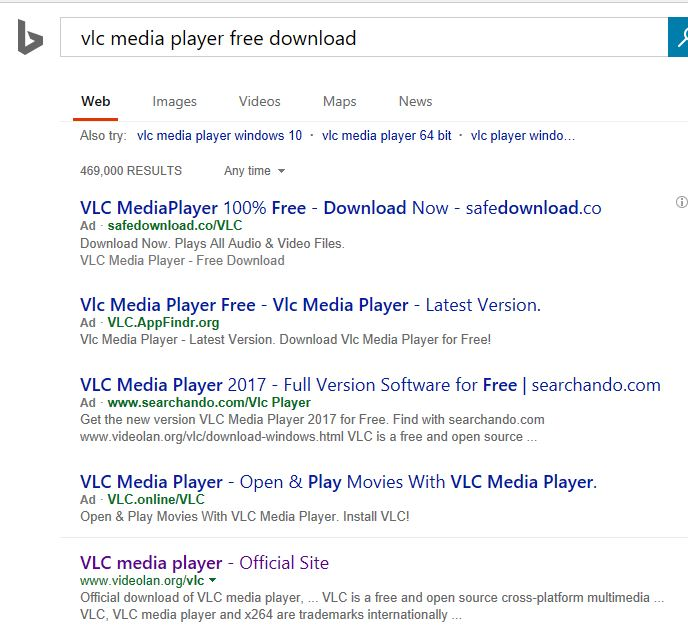 vlc media player free download
Web Images Videos Maps News
Also try: vlc media player windows 10 · vlc media player 64 bit · vlc player windo...
469,000 RESULTS Any time
VLC MediaPlayer 100% Free - Download Now - safedownload.co
Ad · safedownload.co/VLC
Download Now. Plays All Audio & Video Files.
VLC Media Player - Free Download
Vlc Media Player Free - Vlc Media Player - Latest Version.
Ad · VLC.AppFindr.org
Vlc Media Player - Latest Version. Download Vlc Media Player for Free!
VLC Media Player 2017 - Full Version Software for Free | searchando.com
Ad · www.searchando.com/Vlc Player
Get the new version VLC Media Player 2017 for Free. Find with searchando.com
www.videolan.org/vlc/download-windows.html VLC is a free and open source ...
VLC Media Player - Open & Play Movies With VLC Media Player.
Ad · VLC.online/VLC
Open & Play Movies With VLC Media Player. Install VLC!
VLC media player - Official Site
www.videolan.org/vlc
Official download of VLC media player, ... VLC is a free and open source cross-platform multimedia ...
VLC, VLC media player and x264 are trademarks internationally ...